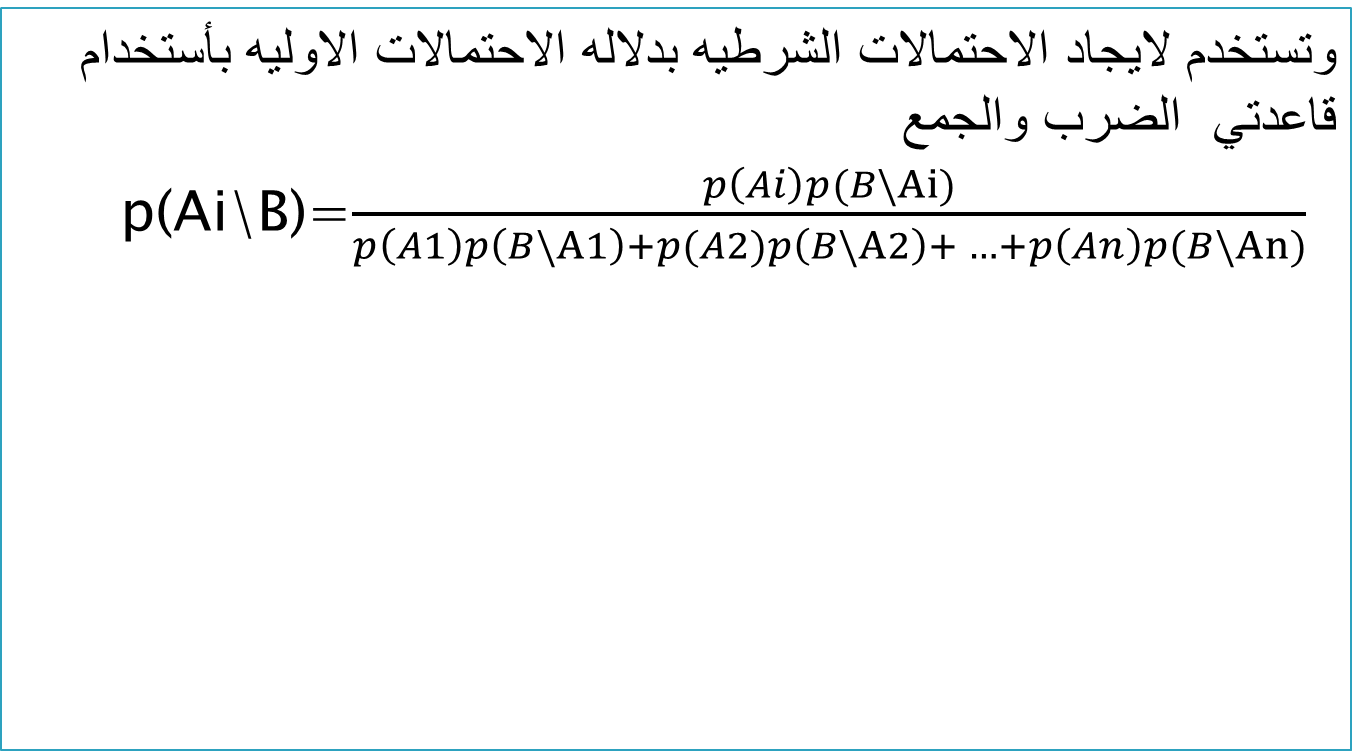 وتستخدم لايجاد الاحتمالات الشرطيه بدلاله الاحتمالات الاوليه بأستخدام
قاعدتي الضرب والجمع
p(Ai\B)=\frac{p(Ai)p(B\Ai)}{p(A1)p(B\A1)+p(A2)p(B\A2)+ …+p(An)p(B\An)}